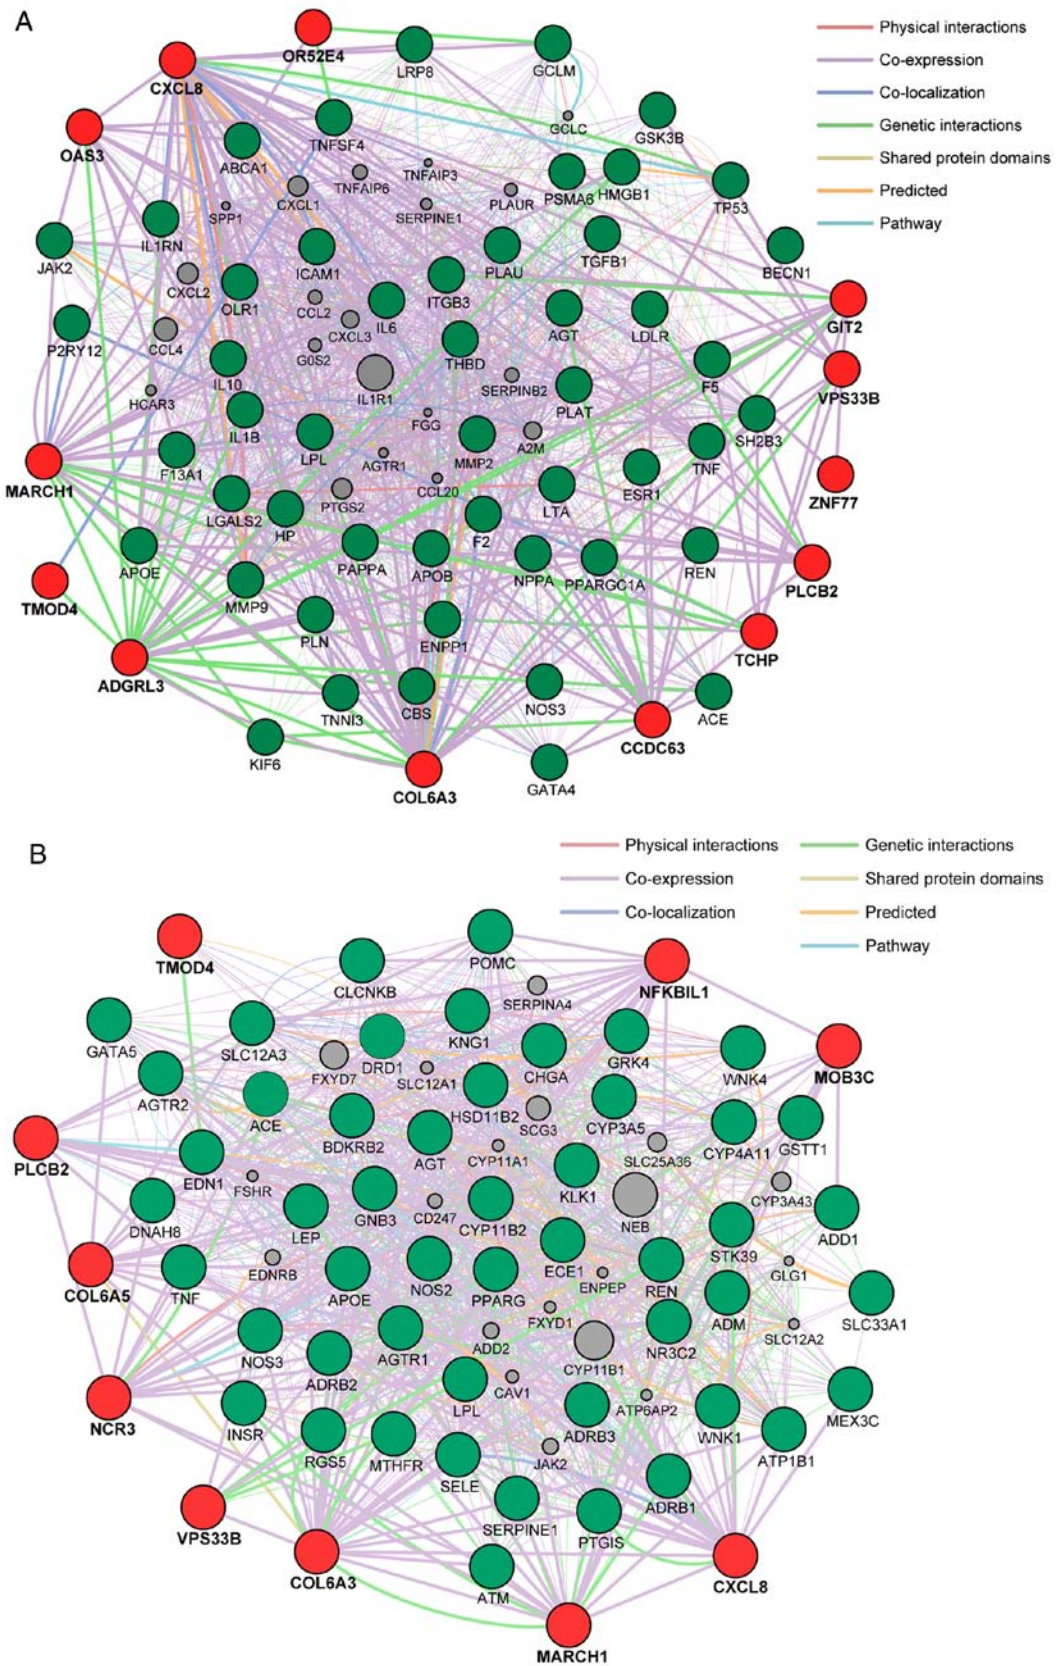 A
Physical interactions
Co-expression
Co-localization
Genetic interactions
Shared protein domains
Predicted
Pathway
OR52E4
CXCL8
LRP8
GCLM
OAS3
GCLC
GSK3B
TNFSF4
ABCA1
TNFAIP6
TNFAIP3
PSMA6
HMGB1
TP53
CXCL1
PLAUR
SPP1
SERPINE1
IL1RN
JAK2
ICAM1
PLAU
TGFB1
BECN1
CXCL2
OLR1
ITGB3
CCL2
IL6
AGT
LDLR
GIT2
P2RY12
CCL4
CXCL3
G0S2
THBD
IL10
IL1R1
SERPINB2
F5
VPS33B
HCAR3
PLAT
IL1B
FGG
SH2B3
F13A1
LPL
AGTR1
MMP2
A2M
TNF
MARCH1
ESR1
ZNF77
LGALS2
PTGS2
CCL20
LTA
HP
F2
APOE
PAPPA
APOB
NPPA
PPARGC1A
REN
PLCB2
TMOD4
MMP9
PLN
ENPP1
TCHP
ADGRL3
TNNI3
CBS
NOS3
ACE
CCDC63
KIF6
COL6A3
GATA4
B
Physical interactions
Co-expression
Co-localization
Genetic interactions
Shared protein domains
Predicted
Pathway
TMOD4
CLCNKB
POMC
NFKBIL1
SERPINA4
GATA5
SLC12A3
KNG1
GRK4
MOB3C
FXYD7
DRD1
SLC12A1
CHGA
WNK4
AGTR2
ACE
HSD11B2
BDKRB2
SCG3
CYP3A5
PLCB2
AGT
CYP11A1
SLC25A36
CYP4A11
GSTT1
EDN1
FSHR
KLK1
CYP3A43
DNAH8
LEP
GNB3
CD247
CYP11B2
NEB
STK39
ADD1
COL6A5
TNF
EDNRB
APOE
NOS2
PPARG
ECE1
ENPEP
REN
GLG1
ADM
SLC33A1
NOS3
ADRB2
AGTR1
ADD2
FXYD1
CYP11B1
NR3C2
SLC12A2
NCR3
INSR
LPL
CAV1
ADRB3
ATP6AP2
WNK1
MEX3C
ATP1B1
RGS5
MTHFR
SELE
JAK2
VPS33B
SERPINE1
PTGIS
ADRB1
COL6A3
ATM
CXCL8
MARCH1